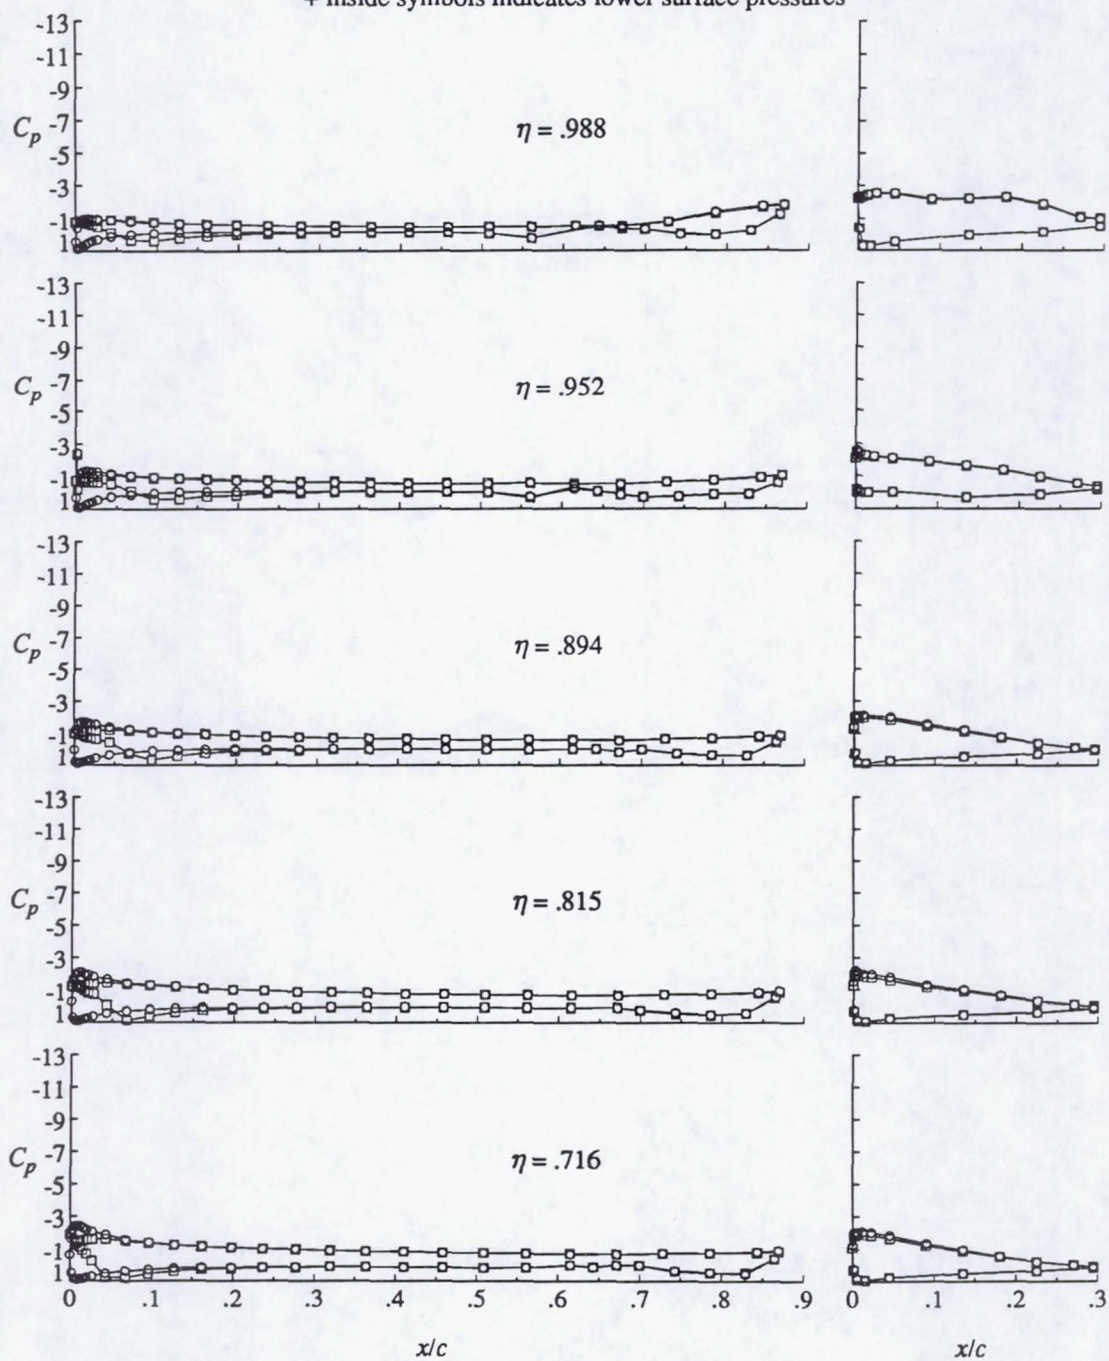 + inside symbols indicates lower surface pressures
-13
-11
-9
-7
-5
-3
-1
1
C_p
η = .988
-13
-11
-9
-7
-5
-3
-1
1
C_p
η = .952
-13
-11
-9
-7
-5
-3
-1
1
C_p
η = .894
-13
-11
-9
-7
-5
-3
-1
1
C_p
η = .815
-13
-11
-9
-7
-5
-3
-1
1
C_p
η = .716
0 .1 .2 .3 .4 .5 .6 .7 .8 .9
0 .1 .2 .3
x/c
x/c